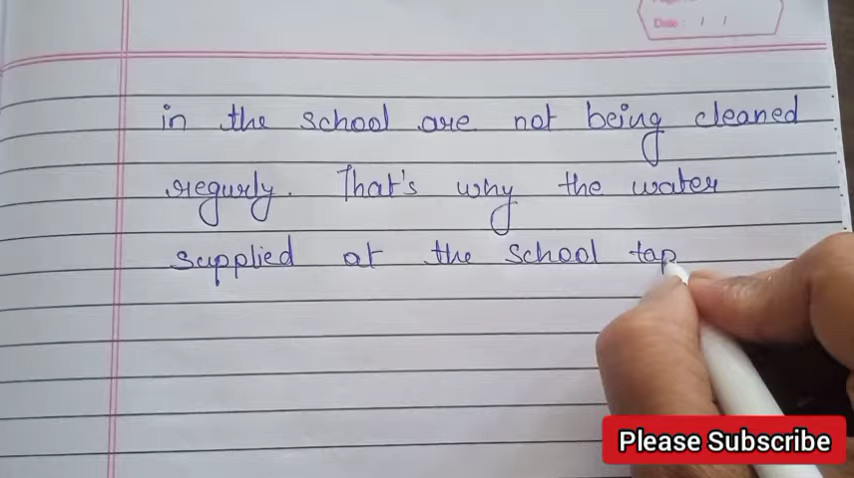 Date : / /
in the school are not being cleaned
regurly. That's why the water
supplied at the school tap
Please Subscribe